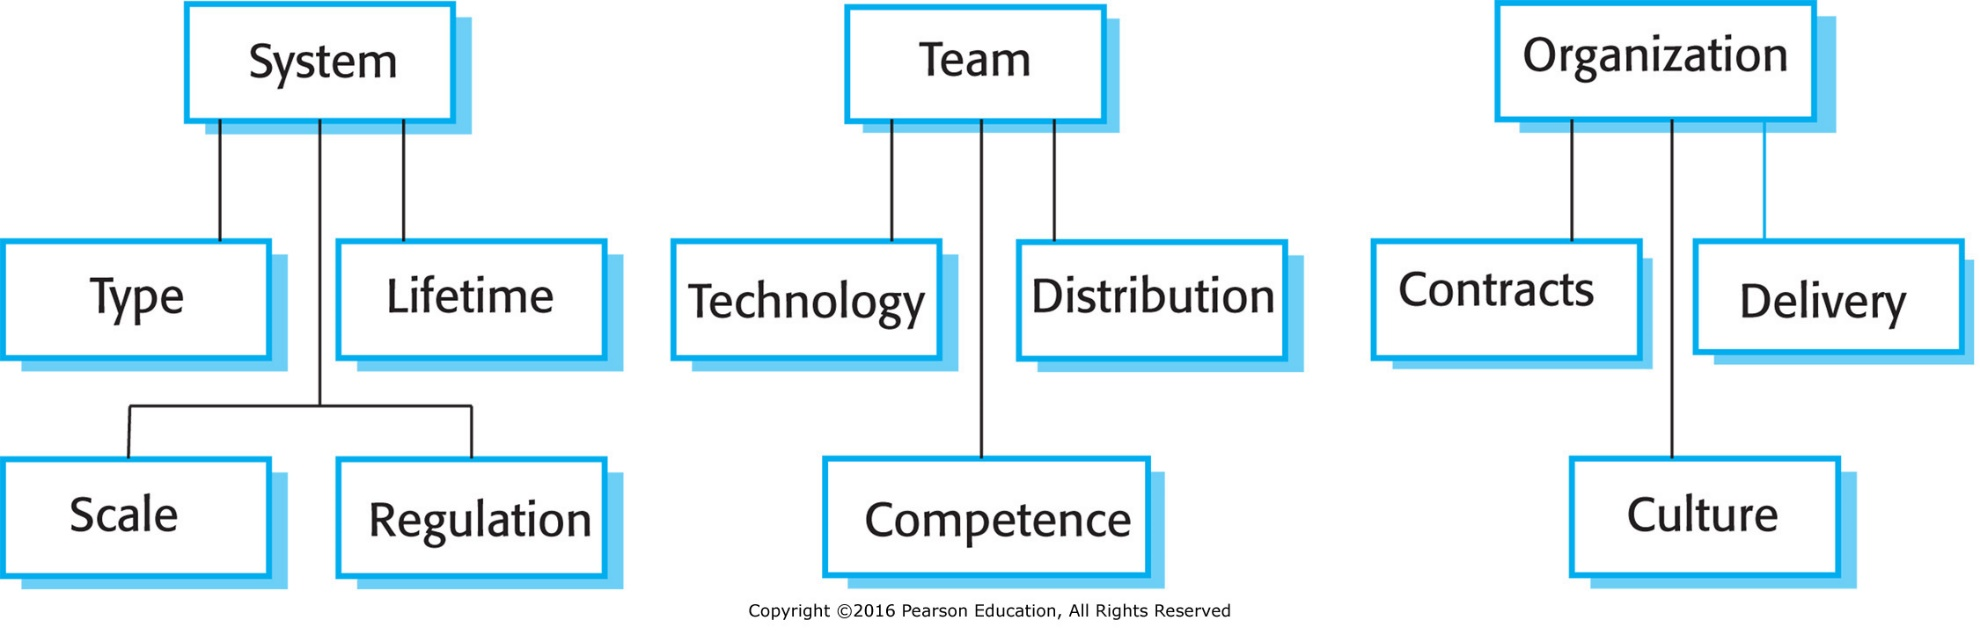 System
Team
Organization
Type
Lifetime
Technology
Distribution
Contracts
Delivery
Scale
Regulation
Competence
Culture
Copyright ©2016 Pearson Education, All Rights Reserved